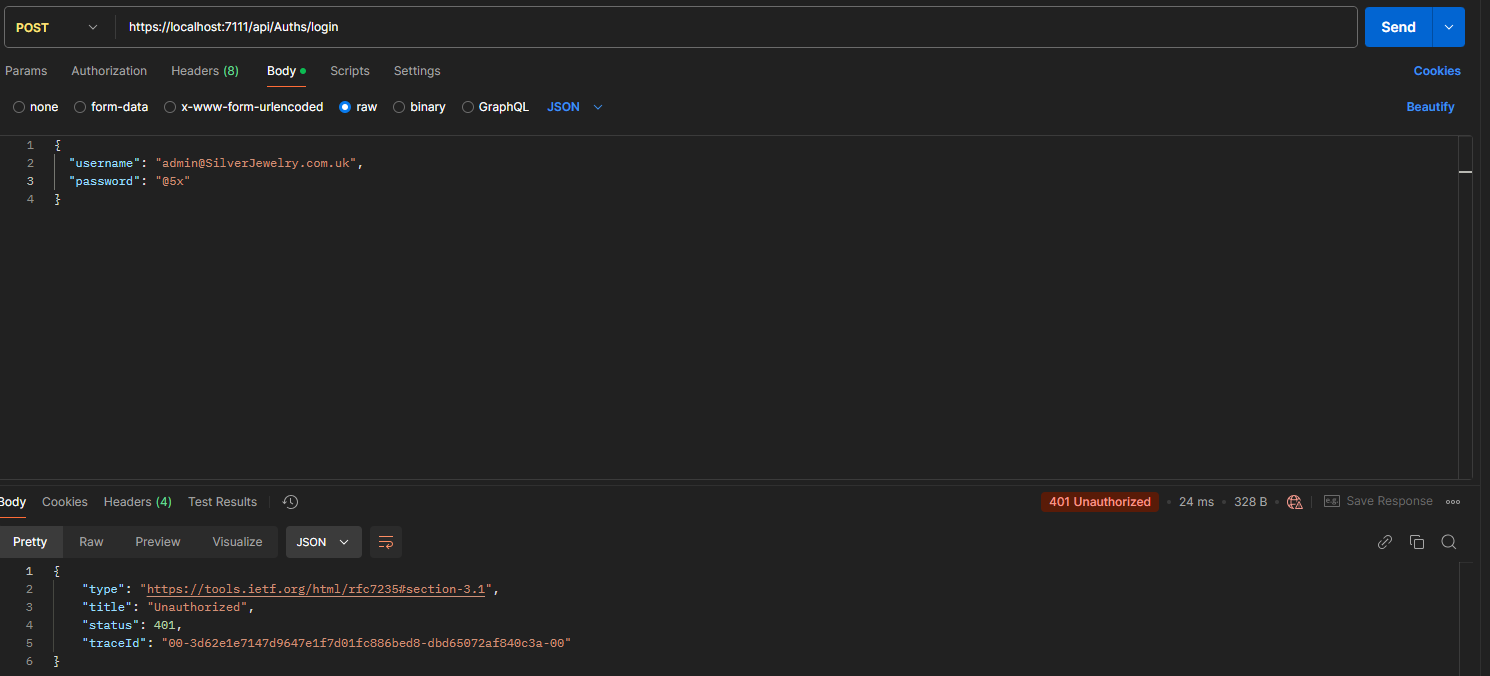 POST https://localhost:7111/api/Auths/login Send
Params Authorization Headers (8) Body Scripts Settings Cookies
none form-data x-www-form-urlencoded raw binary GraphQL JSON Beautify
1 {
2 "username": "admin@SilverJewelry.com.uk",
3 "password": "@5x"
4 }
Body Cookies Headers (4) Test Results 401 Unauthorized • 24 ms • 328 B • e.g. Save Response
Pretty Raw Preview Visualize JSON
1 {
2 "type": "https://tools.ietf.org/html/rfc7235#section-3.1",
3 "title": "Unauthorized",
4 "status": 401,
5 "traceId": "00-3d62e1e7147d9647e1f7d01fc886bed8-dbd65072af840c3a-00"
6 }